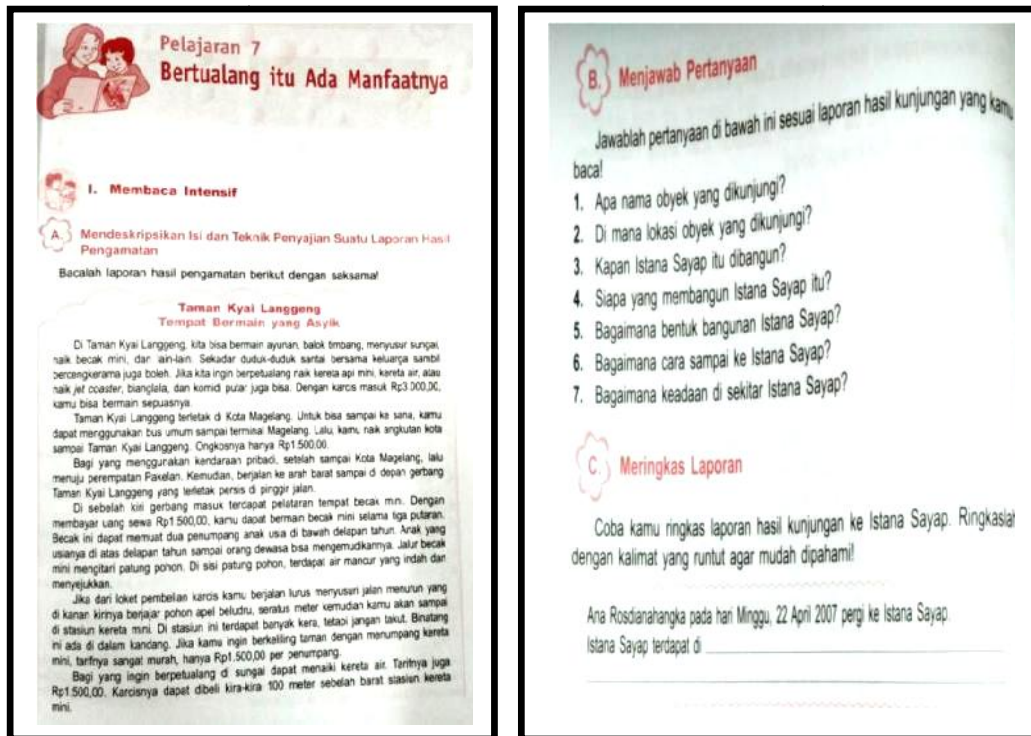 Pelajaran 7
Bertualang itu Ada Manfaatnya
I. Membaca Intensif
A. Mendeskripsikan Isi dan Teknik Penyajian Suatu Laporan Hasil
Pengamatan
Bacalah laporan hasil pengamatan berikut dengan saksama!
Taman Kyai Langgeng
Tempat Bermain yang Asyik
Di Taman Kyai Langgeng, kita bisa bermain ayunan, balok timbang, menyusur sungai,
naik becak mini, dan lain-lain. Sekadar duduk-duduk santai bersama keluarga sambil
bercengkerama juga boleh. Jika kita ingin berpetualang naik kereta api mini, kereta air, atau
naik jet coaster, bianglala, dan komidi putar juga bisa. Dengan karcis masuk Rp3.000,00,
kamu bisa bermain sepuasnya.
Taman Kyai Langgeng terletak di Kota Magelang. Untuk bisa sampai ke sana, kamu
dapat menggunakan bus umum sampai terminal Magelang. Lalu, kamu naik angkutan kota
sampai Taman Kyai Langgeng. Ongkosnya hanya Rp1.500,00.
Bagi yang menggunakan kendaraan pribadi, setelah sampai Kota Magelang, lalu
menuju perempatan Pakelan. Kemudian, berjalan ke arah barat sampai di depan gerbang
Taman Kyai Langgeng yang terletak persis di pinggir jalan.
Di sebelah kiri gerbang masuk tercapat pelataran tempat becak mini. Dengan
membayar uang sewa Rp1.500,00, kamu dapat bermain becak mini selama tiga putaran.
Becak ini dapat memuat dua penumpang anak usia di bawah delapan tahun. Anak yang
usianya di atas delapan tahun sampai orang dewasa bisa mengemudikannya. Jalur becak
mini mengitari patung pohon. Di sisi patung pohon, terdapat air mancur yang indah dan
menyejukkan.
Jika dari loket pembelian karcis kamu berjalan lurus menyusuri jalan menurun yang
di kanan kirinya berjajar pohon apel beludru, seratus meter kemudian kamu akan sampai
di stasiun kereta mini. Di stasiun ini terdapat banyak kera, tetapi jangan takut. Binatang
ini ada di dalam kandang. Jika kamu ingin berkeliling taman dengan menumpang kereta
mini, tarifnya sangat murah, hanya Rp1.500,00 per penumpang.
Bagi yang ingin berpetualang di sungai dapat menaiki kereta air. Tarifnya juga
Rp1.500,00. Karcisnya dapat dibeli kira-kira 100 meter sebelah barat stasiun kereta
mini.
B. Menjawab Pertanyaan
Jawablah pertanyaan di bawah ini sesuai laporan hasil kunjungan yang kamu
baca!
1. Apa nama obyek yang dikunjungi?
2. Di mana lokasi obyek yang dikunjungi?
3. Kapan Istana Sayap itu dibangun?
4. Siapa yang membangun Istana Sayap itu?
5. Bagaimana bentuk bangunan Istana Sayap?
6. Bagaimana cara sampai ke Istana Sayap?
7. Bagaimana keadaan di sekitar Istana Sayap?
C. Meringkas Laporan
Coba kamu ringkas laporan hasil kunjungan ke Istana Sayap. Ringkaslah
dengan kalimat yang runtut agar mudah dipahami!
Ana Rosdianahangka pada hari Minggu, 22 April 2007 pergi ke Istana Sayap.
Istana Sayap terdapat di